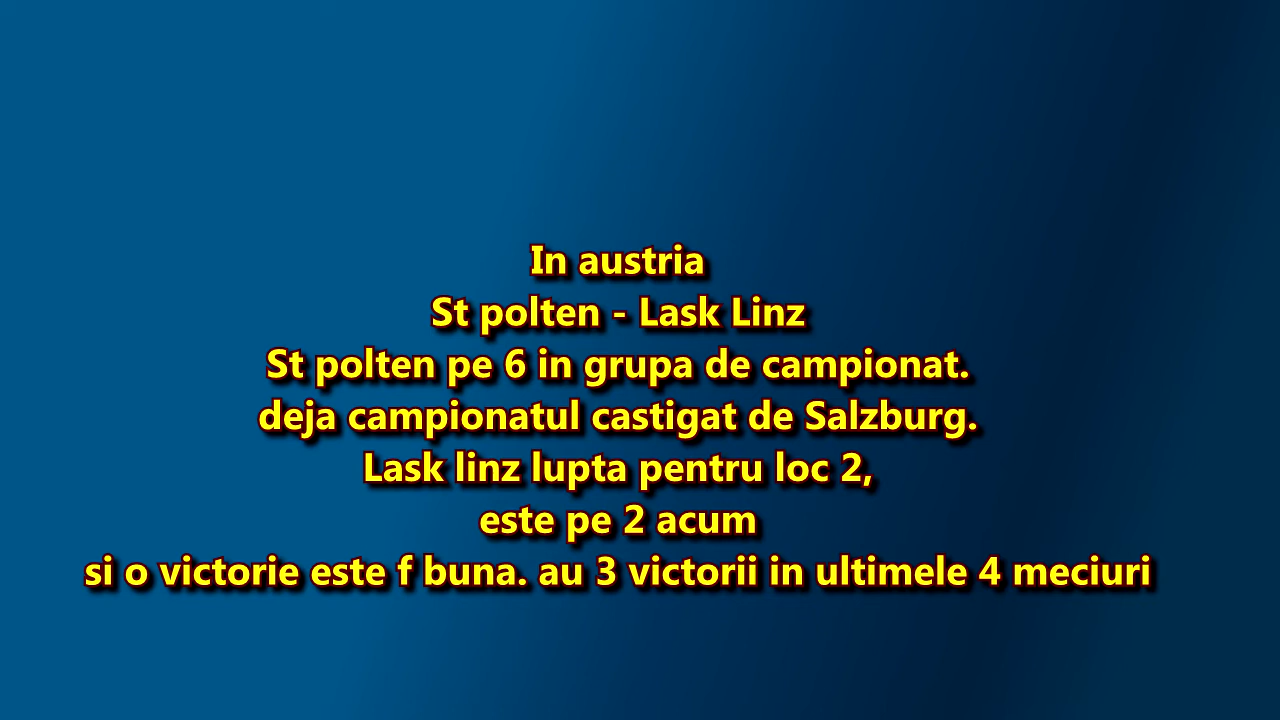 In austria
St polten - Lask Linz
St polten pe 6 in grupa de campionat.
deja campionatul castigat de Salzburg.
Lask linz lupta pentru loc 2,
este pe 2 acum
si o victorie este f buna. au 3 victorii in ultimele 4 meciuri